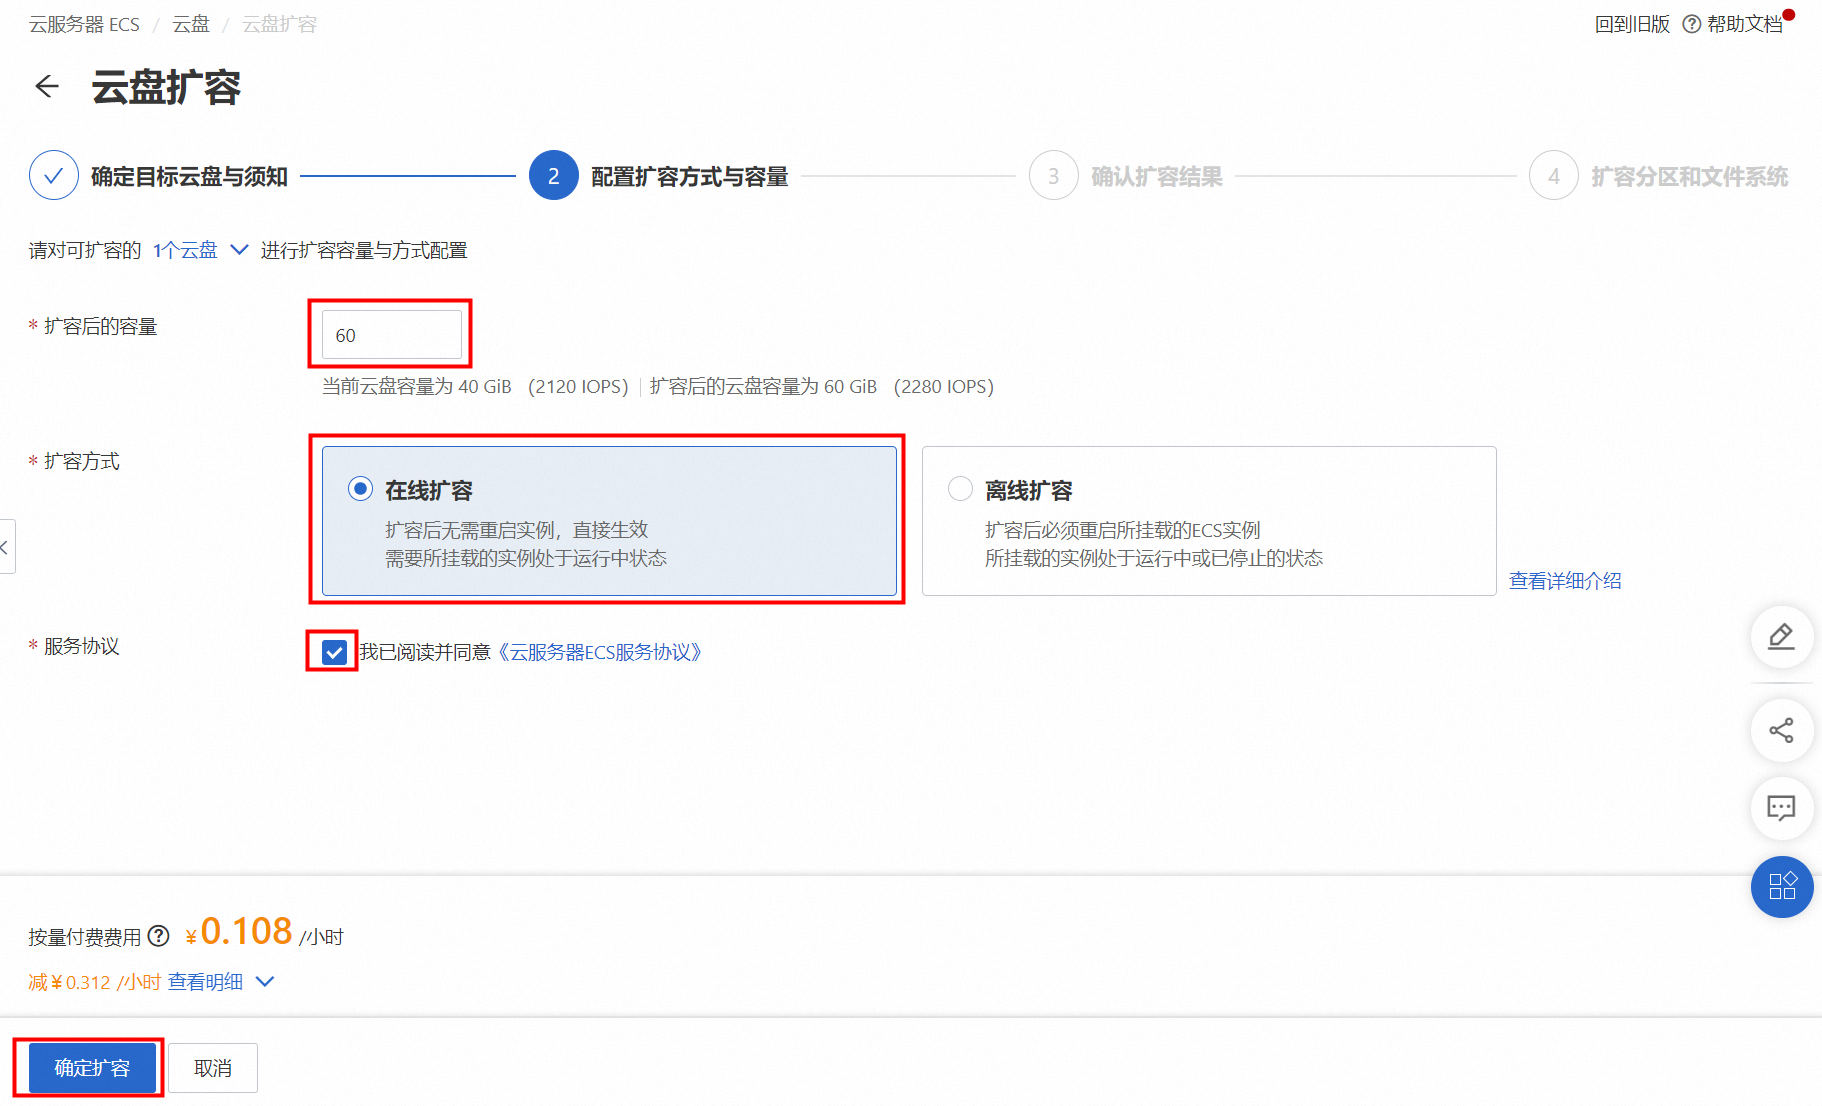 云服务器 ECS / 云盘 / 云盘扩容
回到旧版 帮助文档
云盘扩容
确定目标云盘与须知 2 配置扩容方式与容量 3 确认扩容结果 4 扩容分区和文件系统
请对可扩容的 1个云盘 进行扩容容量与方式配置
* 扩容后的容量
60
当前云盘容量为 40 GiB （2120 IOPS） | 扩容后的云盘容量为 60 GiB （2280 IOPS）
* 扩容方式
在线扩容
扩容后无需重启实例，直接生效
需要所挂载的实例处于运行中状态
离线扩容
扩容后必须重启所挂载的ECS实例
所挂载的实例处于运行中或已停止的状态
查看详细介绍
* 服务协议
我已阅读并同意《云服务器ECS服务协议》
按量付费费用 ¥0.108 /小时
减¥0.312 /小时 查看明细
确定扩容 取消